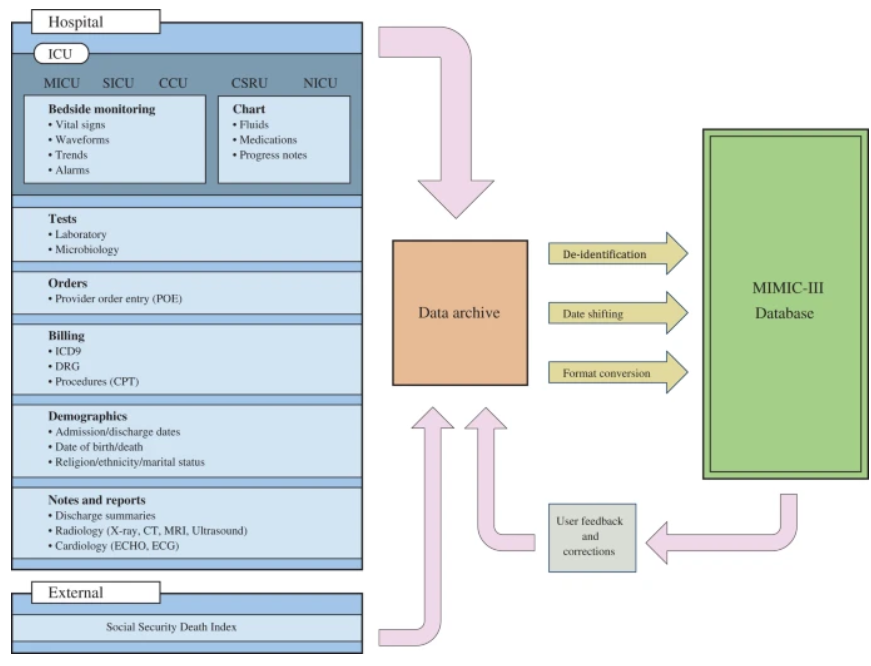 Hospital
ICU
MICU SICU CCU CSRU NICU
Bedside monitoring
• Vital signs
• Waveforms
• Trends
• Alarms
Chart
• Fluids
• Medications
• Progress notes
Tests
• Laboratory
• Microbiology
Orders
• Provider order entry (POE)
Billing
• ICD9
• DRG
• Procedures (CPT)
Demographics
• Admission/discharge dates
• Date of birth/death
• Religion/ethnicity/marital status
Notes and reports
• Discharge summaries
• Radiology (X-ray, CT, MRI, Ultrasound)
• Cardiology (ECHO, ECG)
External
Social Security Death Index
Data archive
De-identification
Date shifting
Format conversion
MIMIC-III
Database
User feedback
and
corrections